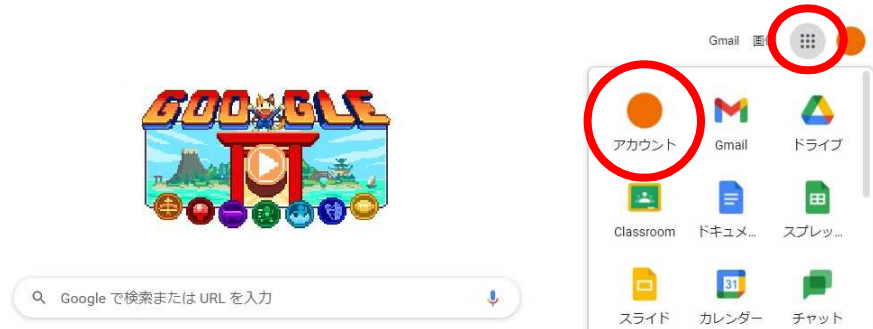 Gmail 画
GOOGLE
アカウント Gmail ドライブ
Classroom ドキュメ... スプレッ...
31
Google で検索または URL を入力
スライド カレンダー チャット